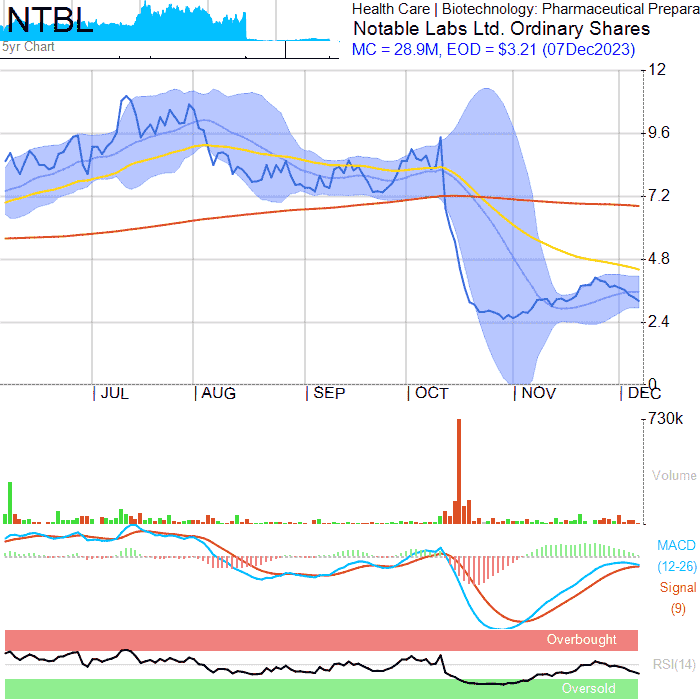 NTBL
5yr Chart
Health Care | Biotechnology: Pharmaceutical Prepara
Notable Labs Ltd. Ordinary Shares
MC = 28.9M, EOD = $3.21 (07Dec2023)
12
9.6
7.2
4.8
2.4
0
JUL AUG SEP OCT NOV DEC
730k
Volume
MACD
(12-26)
Signal
(9)
Overbought
RSI(14)
Oversold